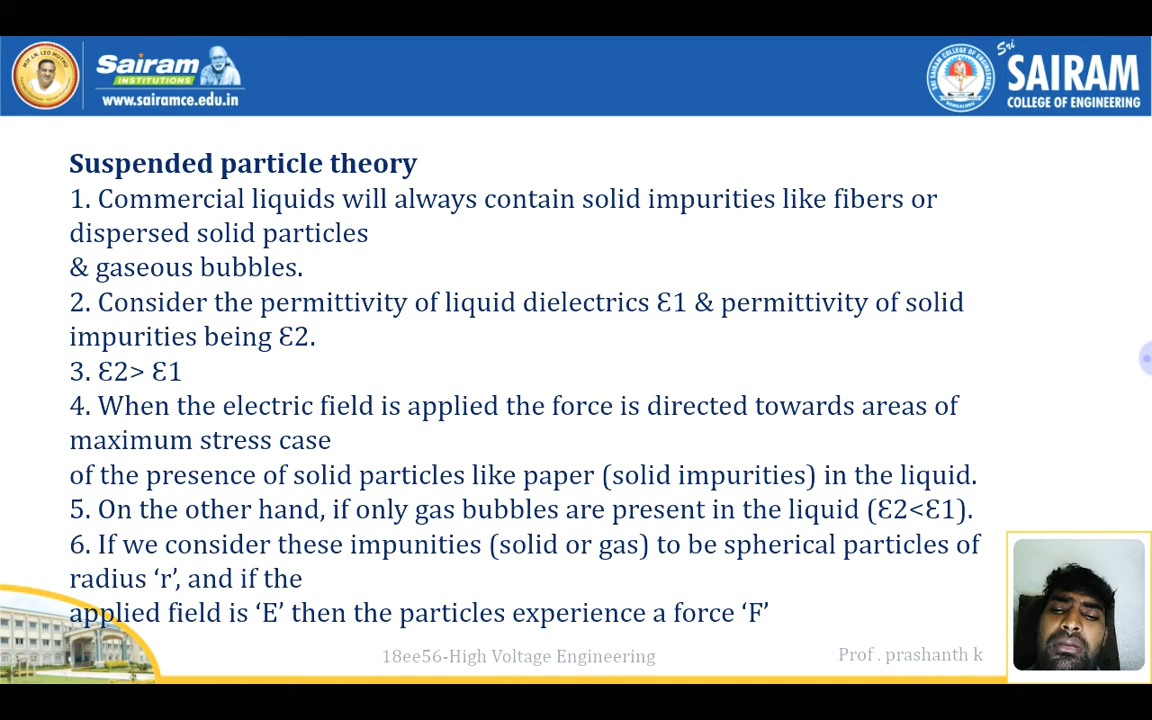 Sairam
INSTITUTIONS
www.sairamce.edu.in
Sri
SAIRAM
COLLEGE OF ENGINEERING
Suspended particle theory
1. Commercial liquids will always contain solid impurities like fibers or
dispersed solid particles
& gaseous bubbles.
2. Consider the permittivity of liquid dielectrics Ɛ1 & permittivity of solid
impurities being Ɛ2.
3. Ɛ2> Ɛ1
4. When the electric field is applied the force is directed towards areas of
maximum stress case
of the presence of solid particles like paper (solid impurities) in the liquid.
5. On the other hand, if only gas bubbles are present in the liquid (Ɛ2<Ɛ1).
6. If we consider these impunities (solid or gas) to be spherical particles of
radius ‘r’, and if the
applied field is ‘E’ then the particles experience a force ‘F’
18ee56-High Voltage Engineering
Prof . prashanth k